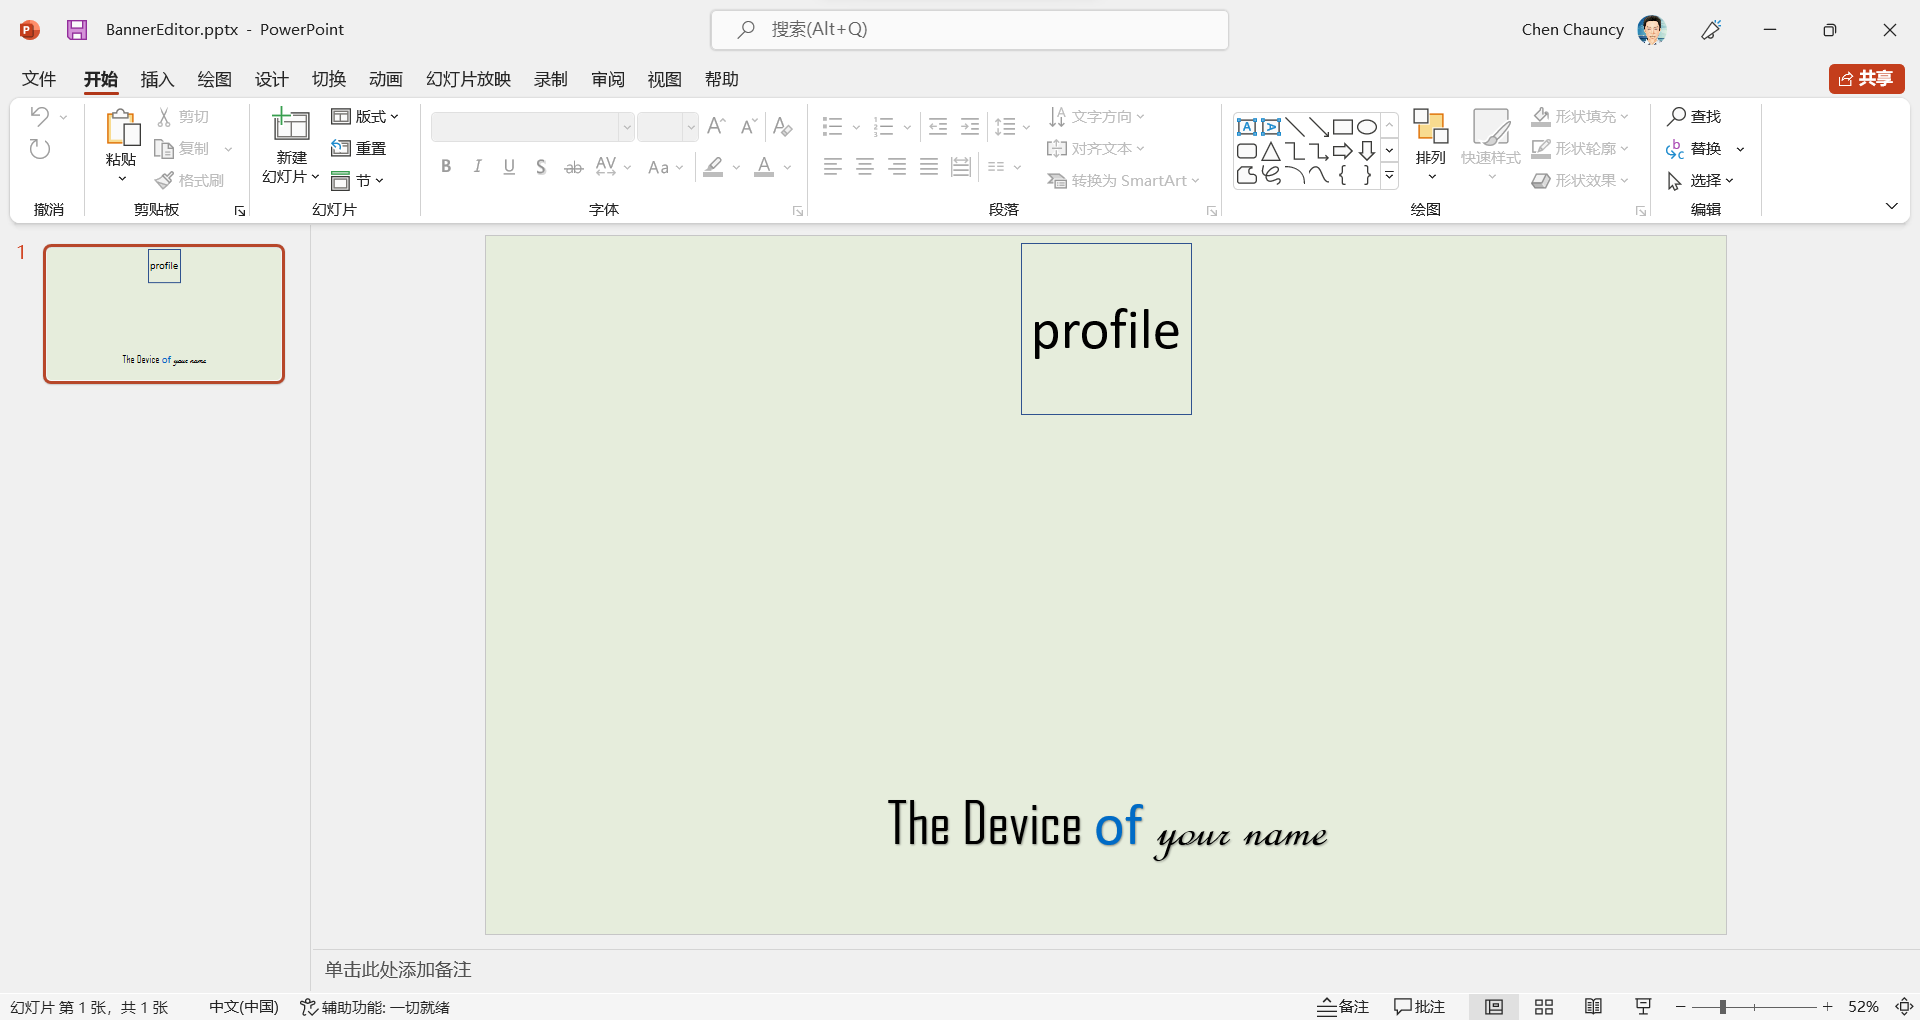 BannerEditor.pptx - PowerPoint
搜索(Alt+Q)
Chen Chauncy
文件 开始 插入 绘图 设计 切换 动画 幻灯片放映 录制 审阅 视图 帮助
共享
撤消
粘贴
剪切
复制
格式刷
剪贴板
新建
幻灯片
版式
重置
节
幻灯片
B I U S ab AV Aa A
字体
文字方向
对齐文本
转换为 SmartArt
段落
排列
快速样式
形状填充
形状轮廓
形状效果
绘图
查找
替换
选择
编辑
1
profile
The Device of your name
profile
The Device of your name
单击此处添加备注
幻灯片 第 1 张，共 1 张
中文(中国)
辅助功能: 一切就绪
备注
批注
52%